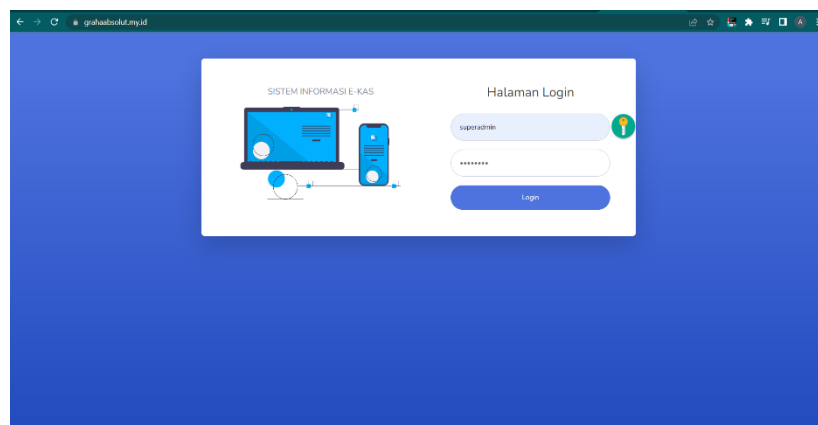 grahaabsolut.my.id
A
SISTEM INFORMASI E-KAS
Halaman Login
superadmin
••••••••
Login